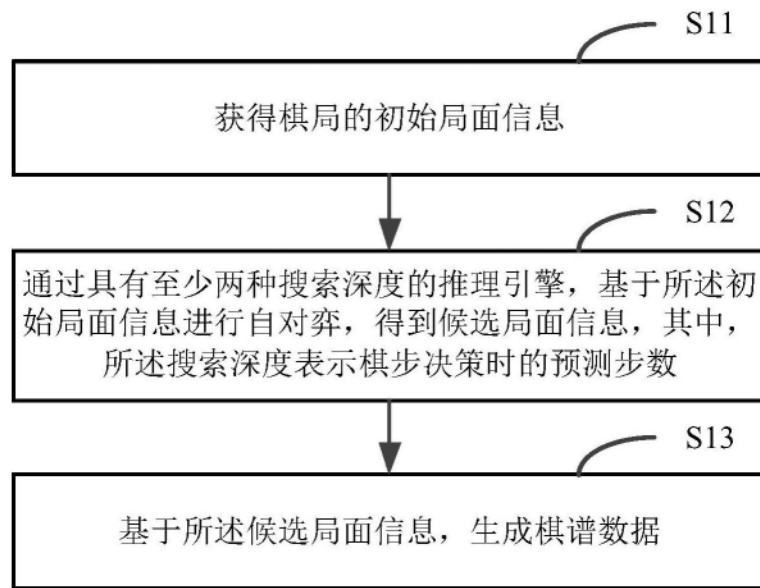 S11
获得棋局的初始局面信息
S12
通过具有至少两种搜索深度的推理引擎，基于所述初
始局面信息进行自对弈，得到候选局面信息，其中，
所述搜索深度表示棋步决策时的预测步数
S13
基于所述候选局面信息，生成棋谱数据